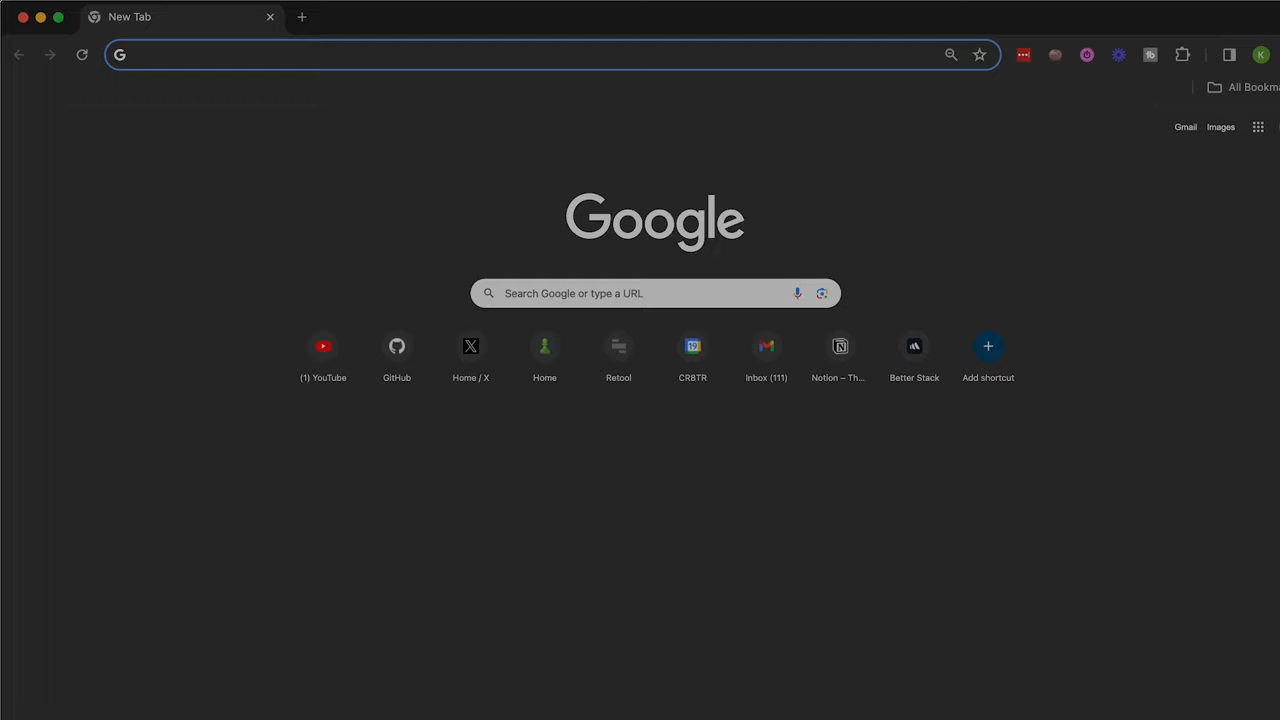 New Tab
All Bookma
Gmail Images
Google
Search Google or type a URL
19
(1) YouTube GitHub Home / X Home Retool CR8TR Inbox (111) Notion – Th... Better Stack Add shortcut
K